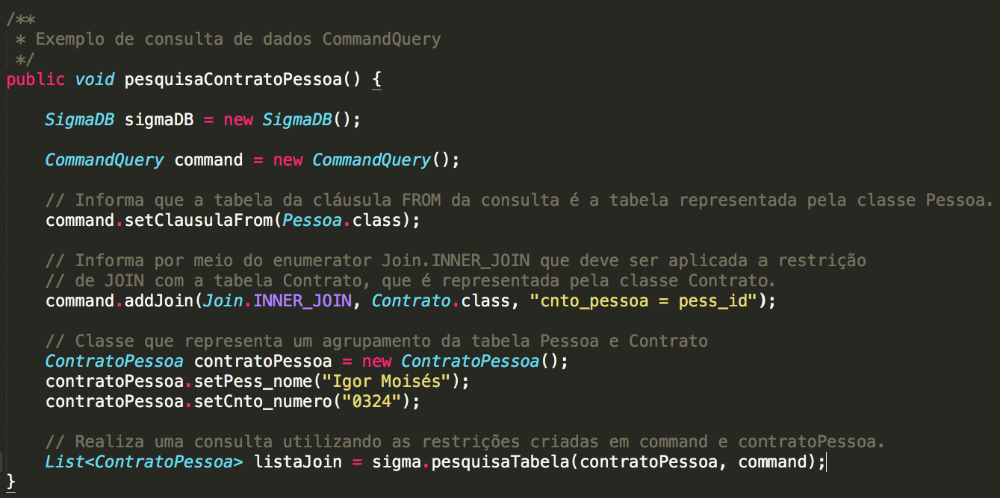 /**
 * Exemplo de consulta de dados CommandQuery
 */
public void pesquisaContratoPessoa() {
    SigmaDB sigmaDB = new SigmaDB();
    CommandQuery command = new CommandQuery();
    // Informa que a tabela da cláusula FROM da consulta é a tabela representada pela classe Pessoa.
    command.setClausulaFrom(Pessoa.class);
    // Informa por meio do enumerator Join.INNER_JOIN que deve ser aplicada a restrição
    // de JOIN com a tabela Contrato, que é representada pela classe Contrato.
    command.addJoin(Join.INNER_JOIN, Contrato.class, "cnto_pessoa = pess_id");
    // Classe que representa um agrupamento da tabela Pessoa e Contrato
    ContratoPessoa contratoPessoa = new ContratoPessoa();
    contratoPessoa.setPess_nome("Igor Moisés");
    contratoPessoa.setCnto_numero("0324");
    // Realiza uma consulta utilizando as restrições criadas em command e contratoPessoa.
    List<ContratoPessoa> listaJoin = sigma.pesquisaTabela(contratoPessoa, command);
}